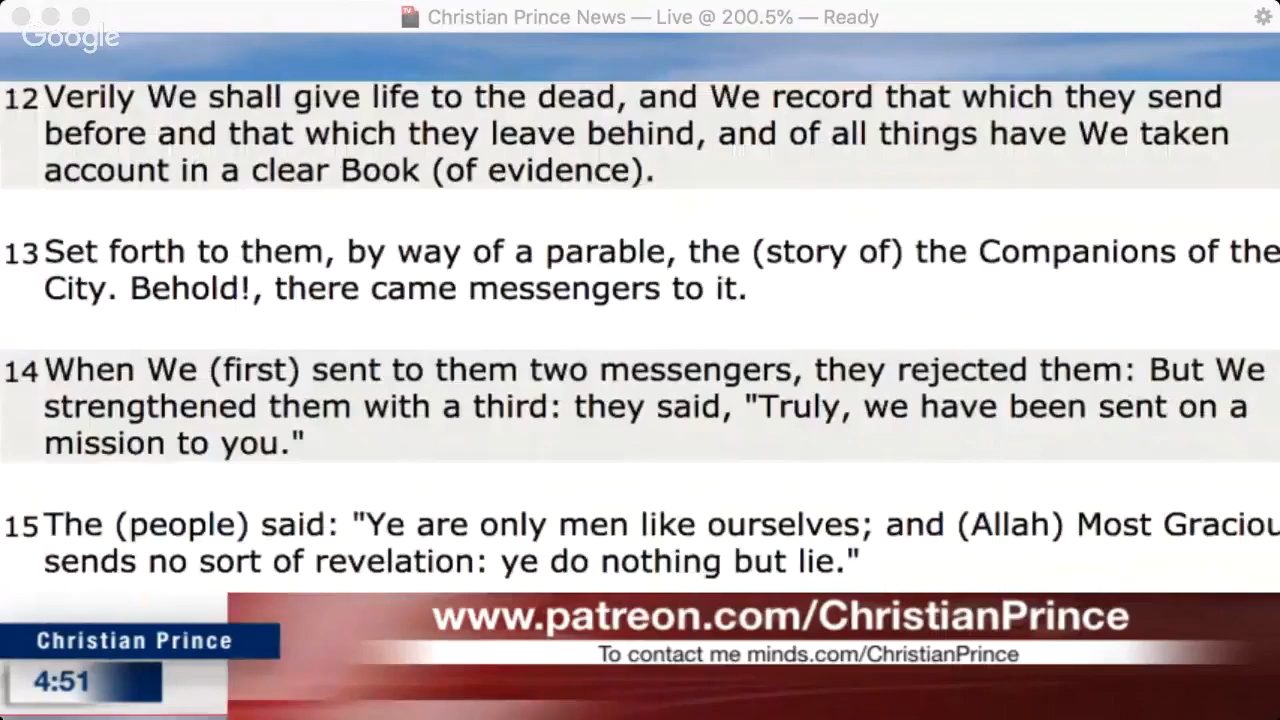 Christian Prince News — Live @ 200.5% — Ready
Google
12 Verily We shall give life to the dead, and We record that which they send
before and that which they leave behind, and of all things have We taken
account in a clear Book (of evidence).
13 Set forth to them, by way of a parable, the (story of) the Companions of the
City. Behold!, there came messengers to it.
14 When We (first) sent to them two messengers, they rejected them: But We
strengthened them with a third: they said, "Truly, we have been sent on a
mission to you."
15 The (people) said: "Ye are only men like ourselves; and (Allah) Most Graciou
sends no sort of revelation: ye do nothing but lie."
www.patreon.com/ChristianPrince
Christian Prince
To contact me minds.com/ChristianPrince
4:51